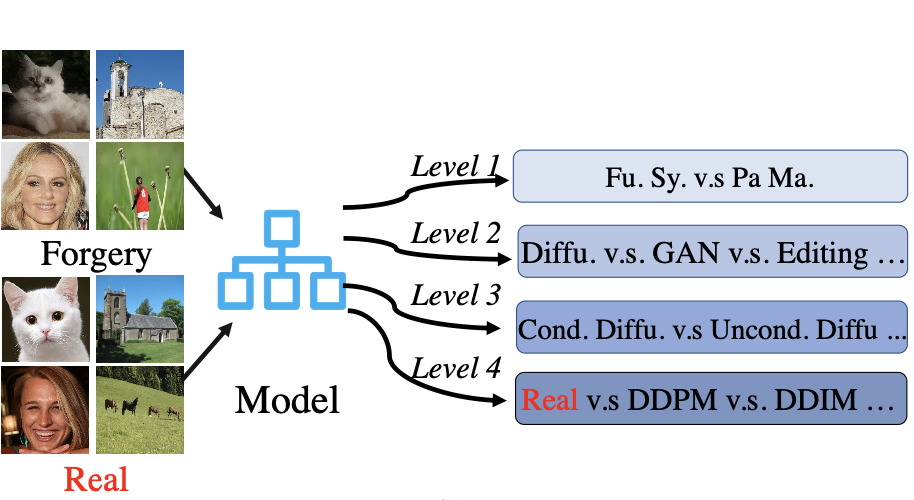 Forgery
Real
Model
Level 1
Fu. Sy. v.s Pa Ma.
Level 2
Diffu. v.s. GAN v.s. Editing ...
Level 3
Cond. Diffu. v.s Uncond. Diffu ...
Level 4
Real v.s DDPM v.s. DDIM ...